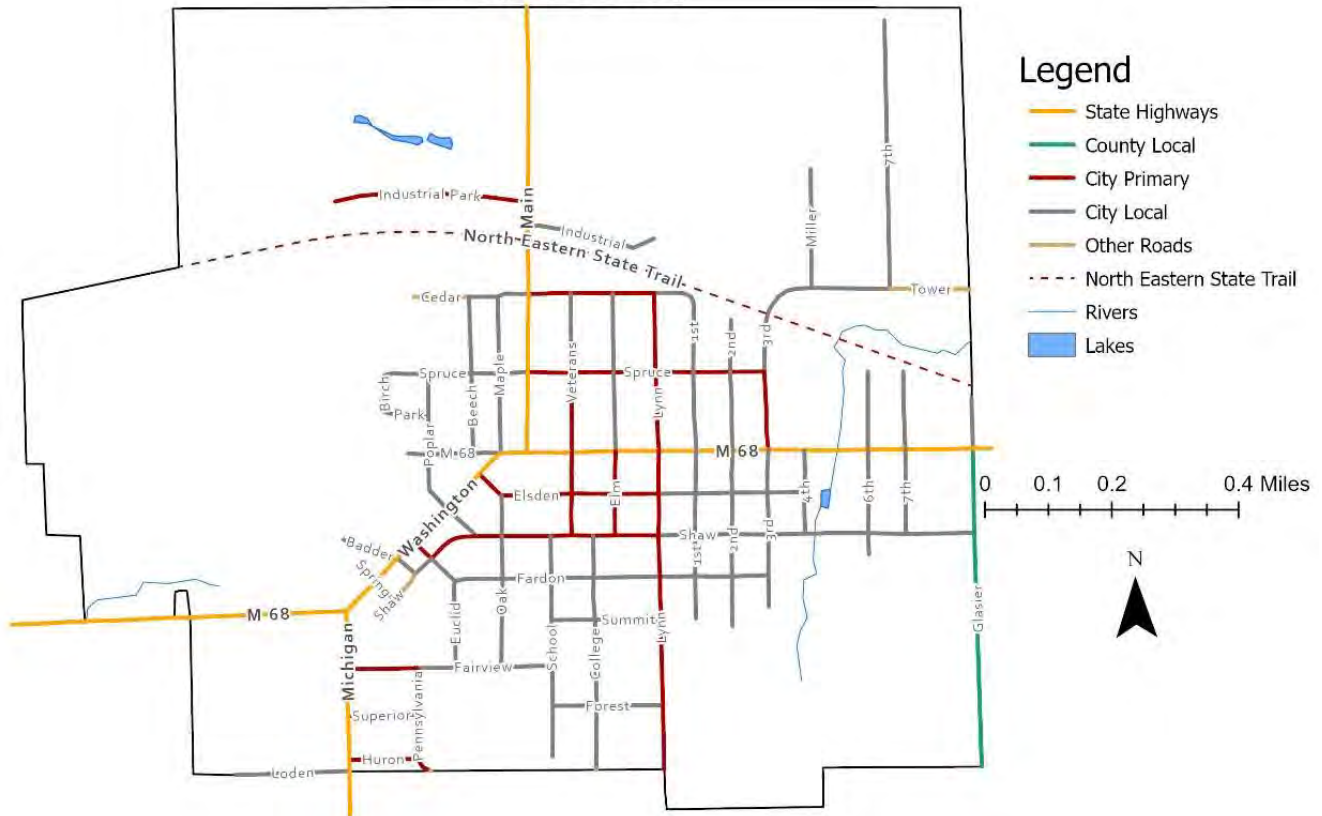 Legend
State Highways
County Local
City Primary
City Local
Other Roads
North Eastern State Trail
Rivers
Lakes
0 0.1 0.2 0.4 Miles
N
7th
Industrial Park
Main
Industrial
Miller
North Eastern State Trail
Cedar
Tower
1st
2nd
3rd
Maple
Veterans
Spruce
Spruce
Birch
Beech
Lynn
Park
Poplar
M-68
M 68
Washington
Elsden
Elm
4th
6th
7th
Badder
Shaw
1st
2nd
3rd
Spring
Shaw
Fardon
Euclid
Oak
Summit
Glasier
M 68
School
College
Lynn
Michigan
Fairview
Pennsylvania
Superior
Forest
Huron
Loden